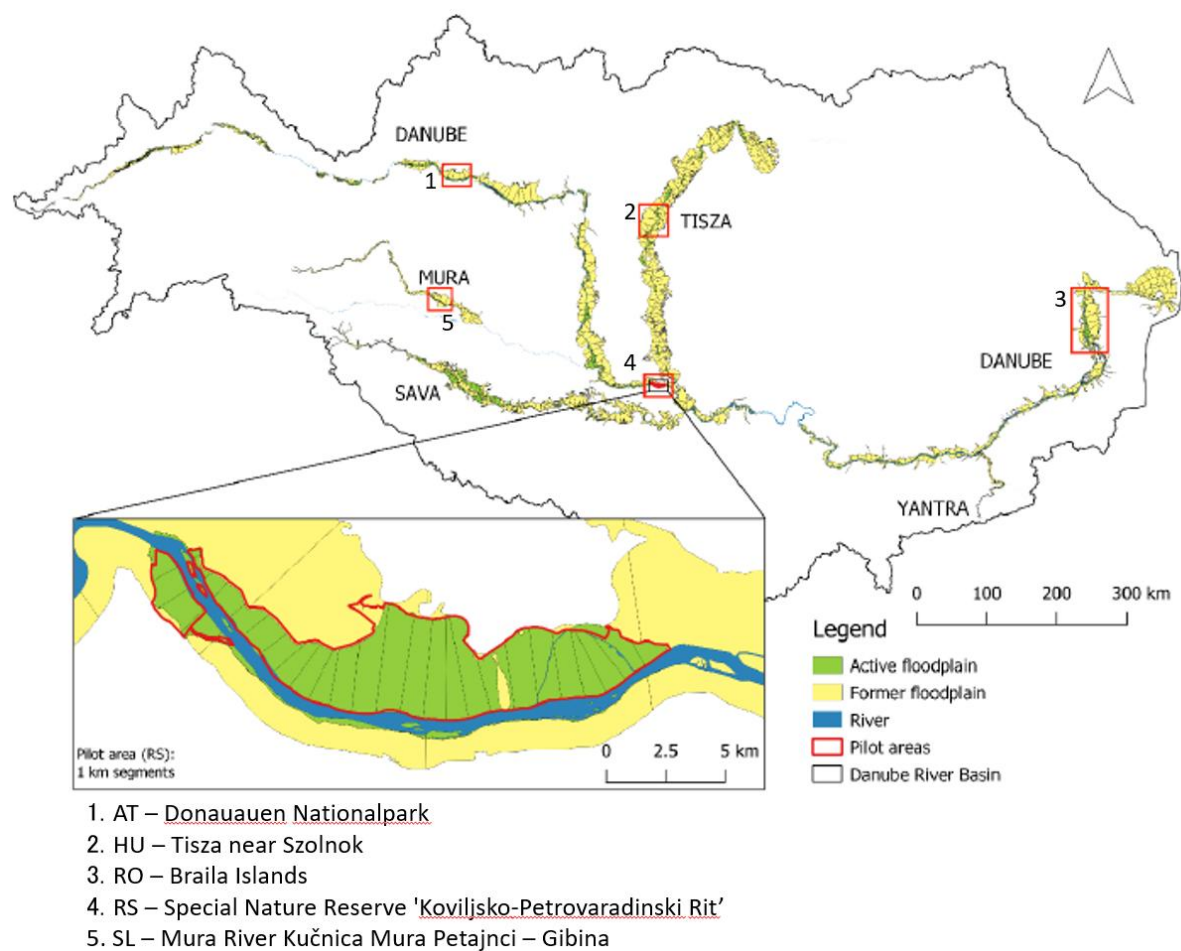 DANUBE
1
2
TISZA
MURA
5
3
DANUBE
4
SAVA
YANTRA
0 100 200 300 km
Legend
Active floodplain
Former floodplain
River
Pilot areas
Danube River Basin
Pilot area (RS):
1 km segments
0 2.5 5 km
1. AT – Donauauen Nationalpark
2. HU – Tisza near Szolnok
3. RO – Braila Islands
4. RS – Special Nature Reserve 'Koviljsko-Petrovaradinski Rit’
5. SL – Mura River Kučnica Mura Petajnci – Gibina